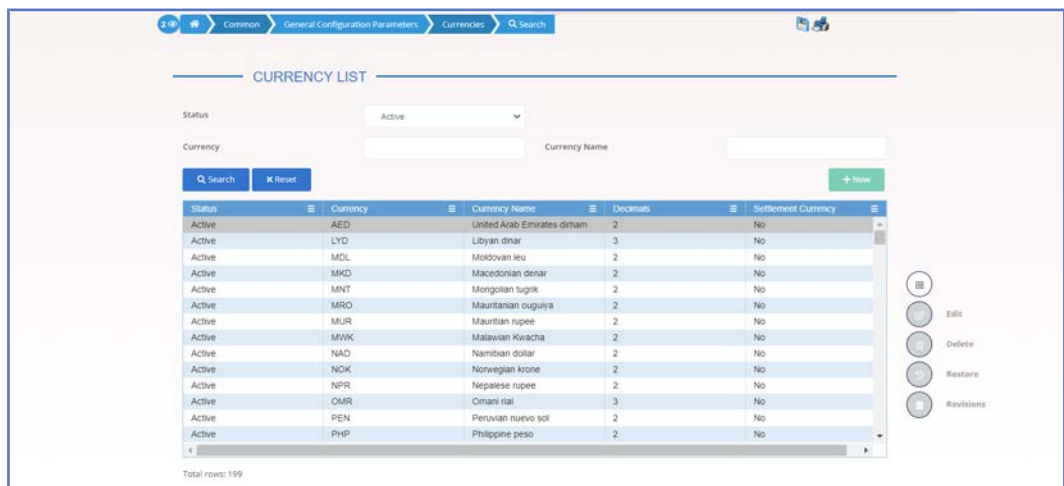 2 Common General Configuration Parameters Currencies Search
CURRENCY LIST
Status Active
Currency Currency Name
Search Reset New
Status Currency Currency Name Decimals Settlement Currency
Active AED United Arab Emirates dirham 2 No
Active LYD Libyan dinar 3 No
Active MDL Moldovan leu 2 No
Active MKD Macedonian denar 2 No
Active MNT Mongolian tugrik 2 No
Active MRO Mauritanian ouguiya 2 No
Active MUR Mauritian rupee 2 No
Active MWK Malawian Kwacha 2 No
Active NAD Namibian dollar 2 No
Active NOK Norwegian krone 2 No
Active NPR Nepalese rupee 2 No
Active OMR Omani rial 3 No
Active PEN Peruvian nuevo sol 2 No
Active PHP Philippine peso 2 No
Edit
Delete
Restore
Revisions
Total rows: 199